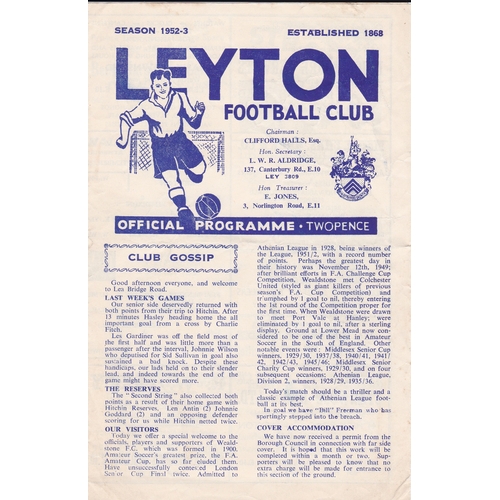 SEASON 1952-3
ESTABLISHED 1868
LEYTON
FOOTBALL CLUB
Chairman :
CLIFFORD HALLS, Esq.
Hon. Secretary :
L. W. R. ALDRIDGE,
137, Canterbury Rd., E.10
LEY 3809
Hon Treasurer :
E. JONES,
3, Norlington Road, E.11
OFFICIAL PROGRAMME - TWOPENCE
CLUB GOSSIP
Good afternoon everyone, and welcome
to Lea Bridge Road.
LAST WEEK'S GAMES
Our senior side deservedly returned with
both points from their trip to Hitchin. After
13 minutes Hasley heading home the all
important goal from a cross by Charlie
Fitch.
Les Gardiner was off the field most of
the first half and was little more than a
passenger after the interval, Johnnie Wilson
who deputised for Sid Sullivan in goal also
sustained a bad knock. Despite these
handicaps, our lads held on to their slender
lead, and indeed towards the end of the
game might have scored more.
THE RESERVES
The "Second String" also collected both
points as a result of their home game with
Hitchin Reserves. Len Antin (2) Johnnie
Goddard (2) and an opposing defender
scoring for us while Hitchin netted twice.
OUR VISITORS
Today we offer a special welcome to the
officials, players and supporters of Weald-
stone F.C. which was formed in 1900.
Amateur Soccer's greatest prize, the F.A.
Amateur Cup, has so far eluded them.
Have unsuccessfully contested London
Senior Cup Final twice. Admitted to
Athenian League in 1928, being winners of
the League, 1951/2, with a record number
of points. Perhaps the greatest day in
their history was November 12th, 1949;
after brilliant efforts in F.A. Challenge Cup
Competition, Wealdstone met Colchester
United (styled as giant killers of previous
season's F.A. Cup Competition) and
triumphed by 1 goal to nil, thereby entering
the 1st round of the Competition proper for
the first time. When Wealdstone were drawn
to meet Port Vale at Hanley; were
eliminated by 1 goal to nil, after a sterling
display. Ground at Lower Mead now con-
sidered to be one of the best in Amateur
Soccer in the South of England. Other
notable events were : Middlesex Senior Cup
winners, 1929/30, 1937/38, 1940/41, 1941/
42, 1942/43, 1945/46; Middlesex Senior
Charity Cup winners, 1929/30, and on four
subsequent occasions; Athenian League,
Division 2, winners, 1928/29, 1935/36.
Today's match should be a thriller and a
classic example of Athenian League foot-
ball at its best.
In goal we have "Bill" Freeman who has
sportingly stepped into the breach.
COVER ACCOMMODATION
We have now received a permit from the
Borough Council in connection with far side
cover. It is hoped that this work will be
completed within a month or two. Sup-
porters will be pleased to know that no
extra charge will be made for entrance to
this section of the ground.